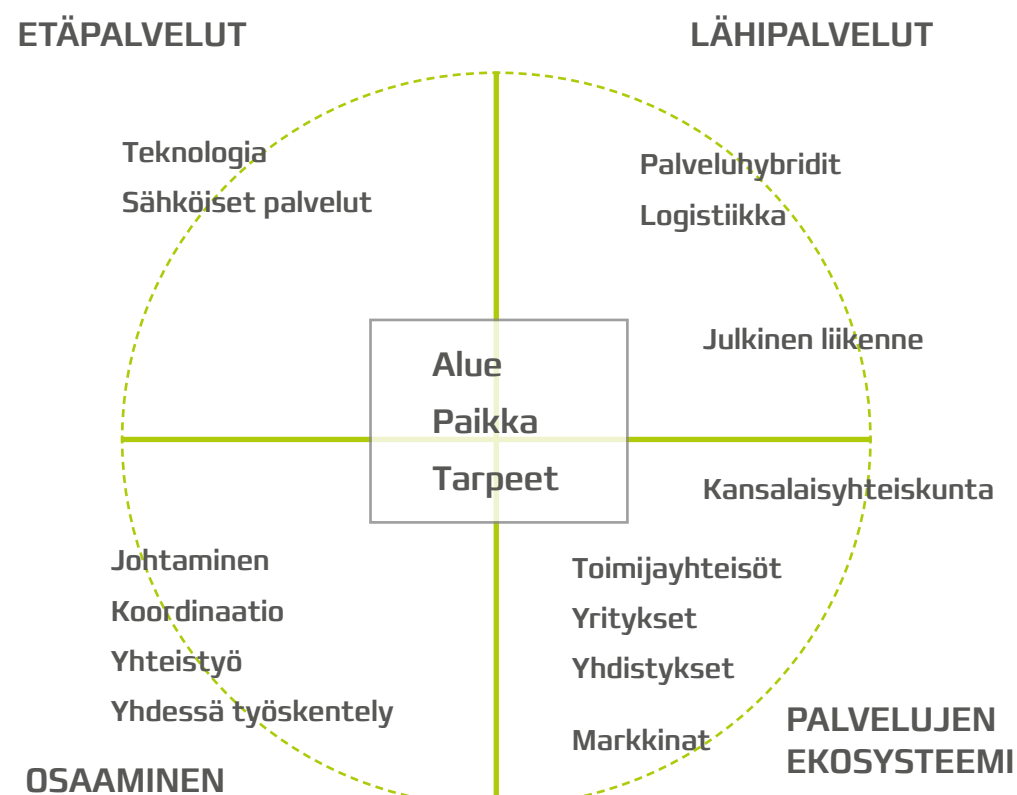 ETÄPALVELUT
LÄHIPALVELUT
Teknologia
Sähköiset palvelut
Palveluhybridit
Logistiikka
Julkinen liikenne
Alue
Paikka
Tarpeet
Kansalaisyhteiskunta
Johtaminen
Koordinaatio
Yhteistyö
Yhdessä työskentely
Toimijayhteisöt
Yritykset
Yhdistykset
Markkinat
OSAAMINEN
PALVELUJEN
EKOSYSTEEMI